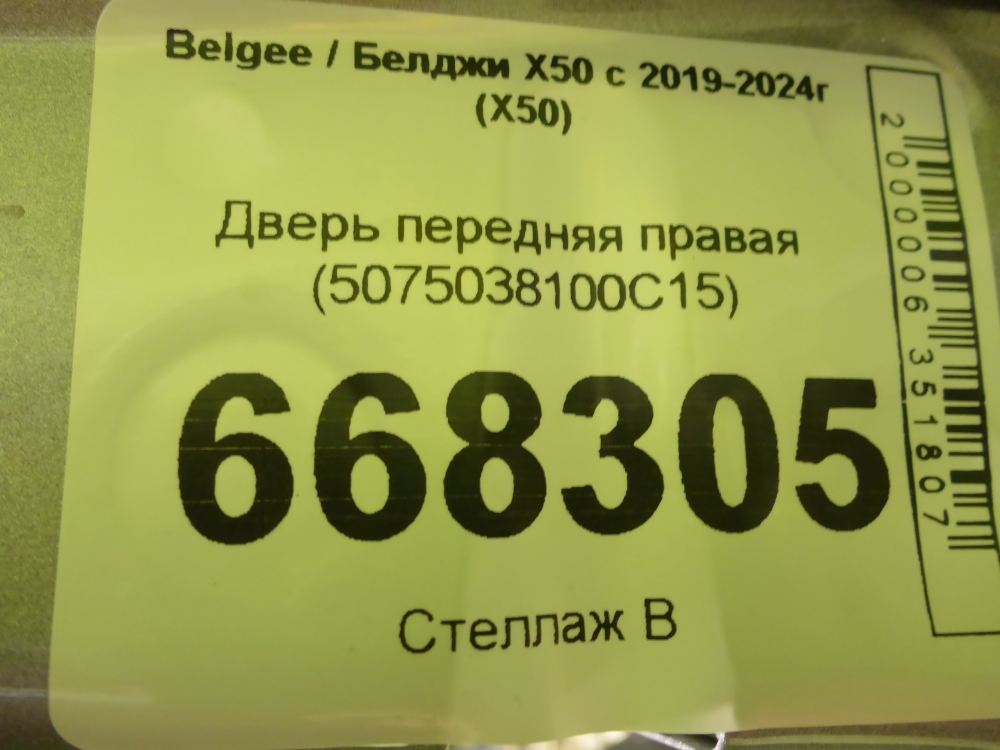 Belgee / Белджи X50 с 2019-2024г
(X50)
Дверь передняя правая
(5075038100C15)
668305
Стеллаж В
2000006351807